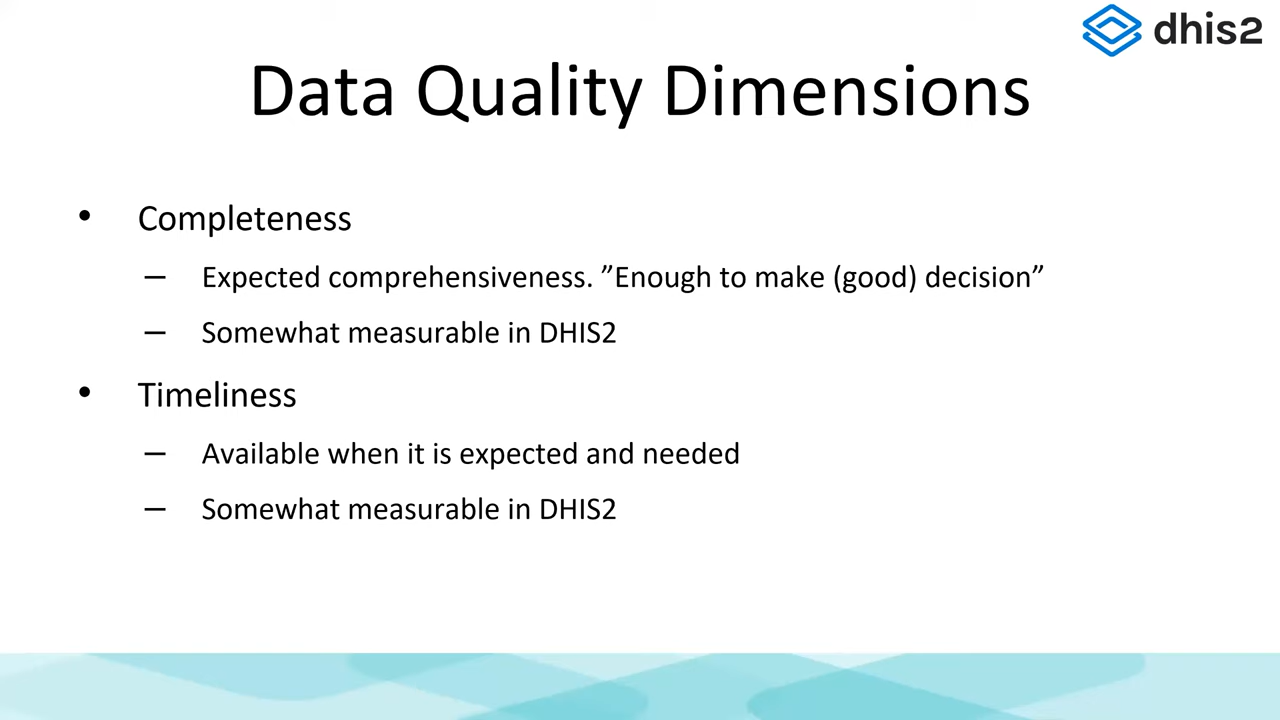 dhis2
Data Quality Dimensions
• Completeness
– Expected comprehensiveness. ”Enough to make (good) decision”
– Somewhat measurable in DHIS2
• Timeliness
– Available when it is expected and needed
– Somewhat measurable in DHIS2